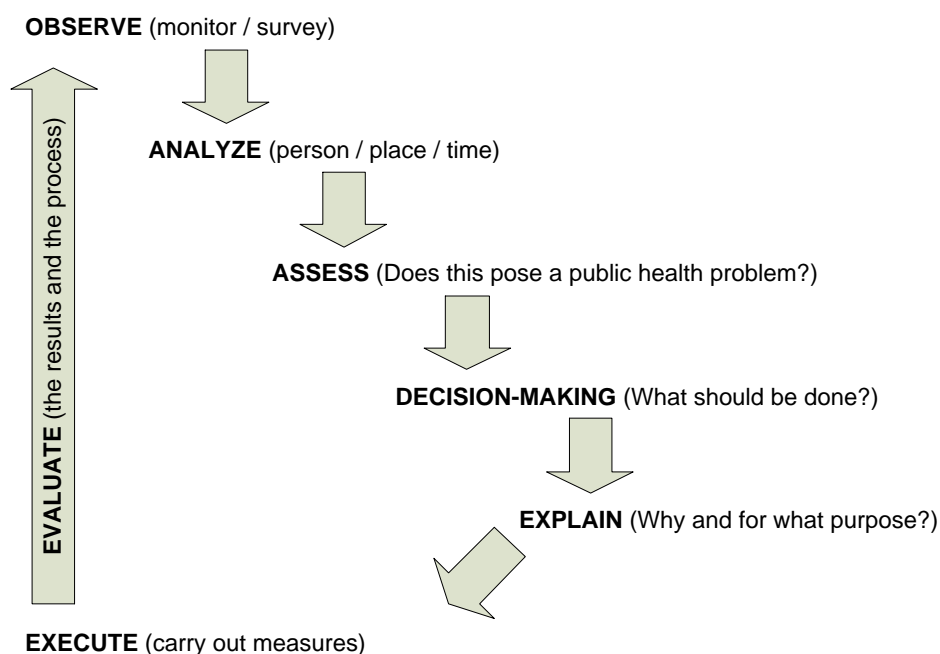 OBSERVE (monitor / survey)
ANALYZE (person / place / time)
ASSESS (Does this pose a public health problem?)
DECISION-MAKING (What should be done?)
EXPLAIN (Why and for what purpose?)
EXECUTE (carry out measures)
EVALUATE (the results and the process)